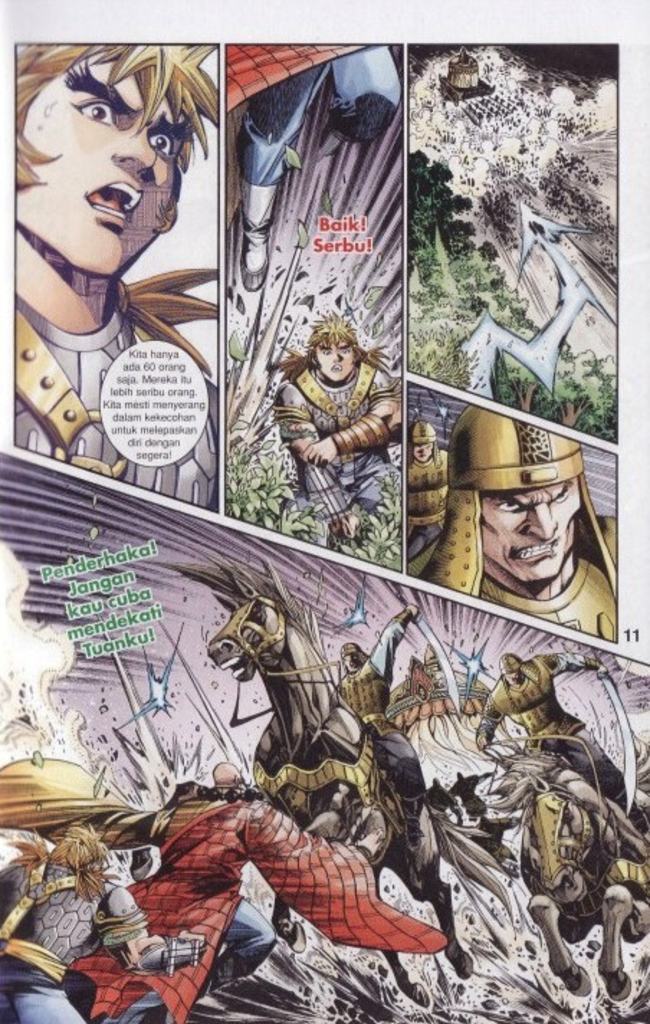 Kita hanya
ada 60 orang
saja. Mereka itu
lebih seribu orang.
Kita mesti menyerang
dalam kekecohan
untuk melepaskan
diri dengan
segera!
Baik!
Serbu!
Penderhaka!
Jangan
kau cuba
mendekati
Tuanku!
11